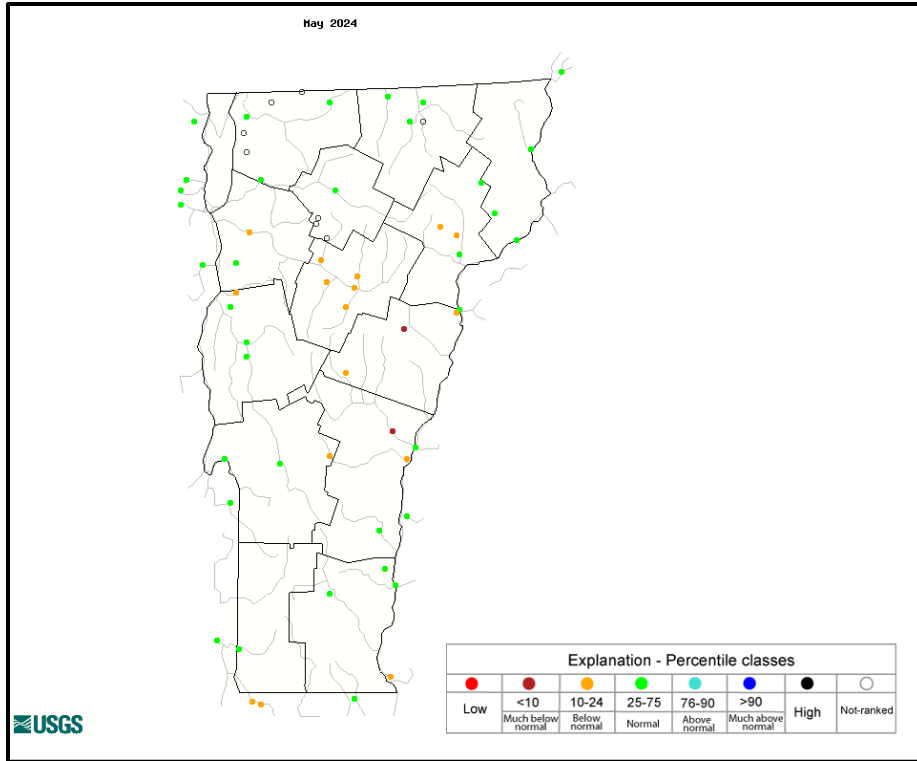 May 2024
Explanation - Percentile classes
Low
<10
10-24
25-75
76-90
>90
High
Not-ranked
Much below normal
Below normal
Normal
Above normal
Much above normal
USGS